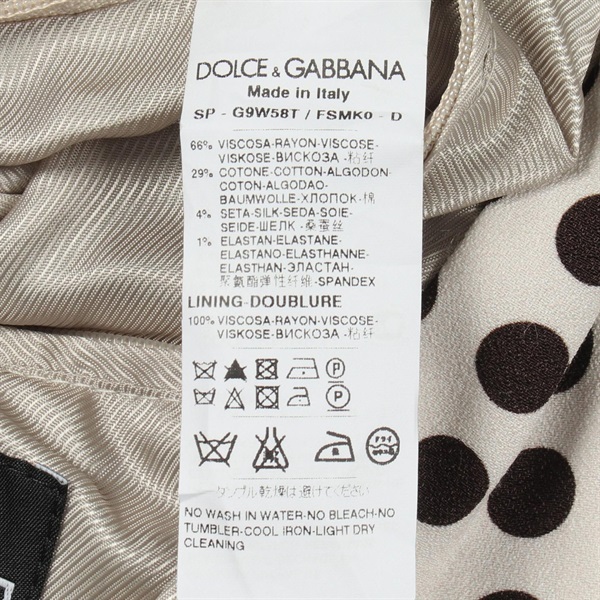 DOLCE & GABBANA
Made in Italy
SP - G9W58T / FSMK0 - D
66% VISCOSA-RAYON-VISCOSE-
VISKOSE-ВИСКОЗА-粘纤
29% COTONE-COTTON-ALGODON
COTON-ALGODAO-
BAUMWOLLE-ХЛОПОК-棉
4% SETA-SILK-SEDA-SOIE-
SEIDE-ШЕЛК-桑蚕丝
1% ELASTAN-ELASTANE-
ELASTANO-ELASTHANNE-
ELASTHAN-ЭЛАСТАН-
聚氨酯弹性纤维-SPANDEX
LINING-DOUBLURE
100% VISCOSA-RAYON-VISCOSE-
VISKOSE-ВИСКОЗА-粘纤
P
P
ドライ
タンブル乾燥は避けてください
NO WASH IN WATER-NO BLEACH-NO
TUMBLER-COOL IRON-LIGHT DRY
CLEANING